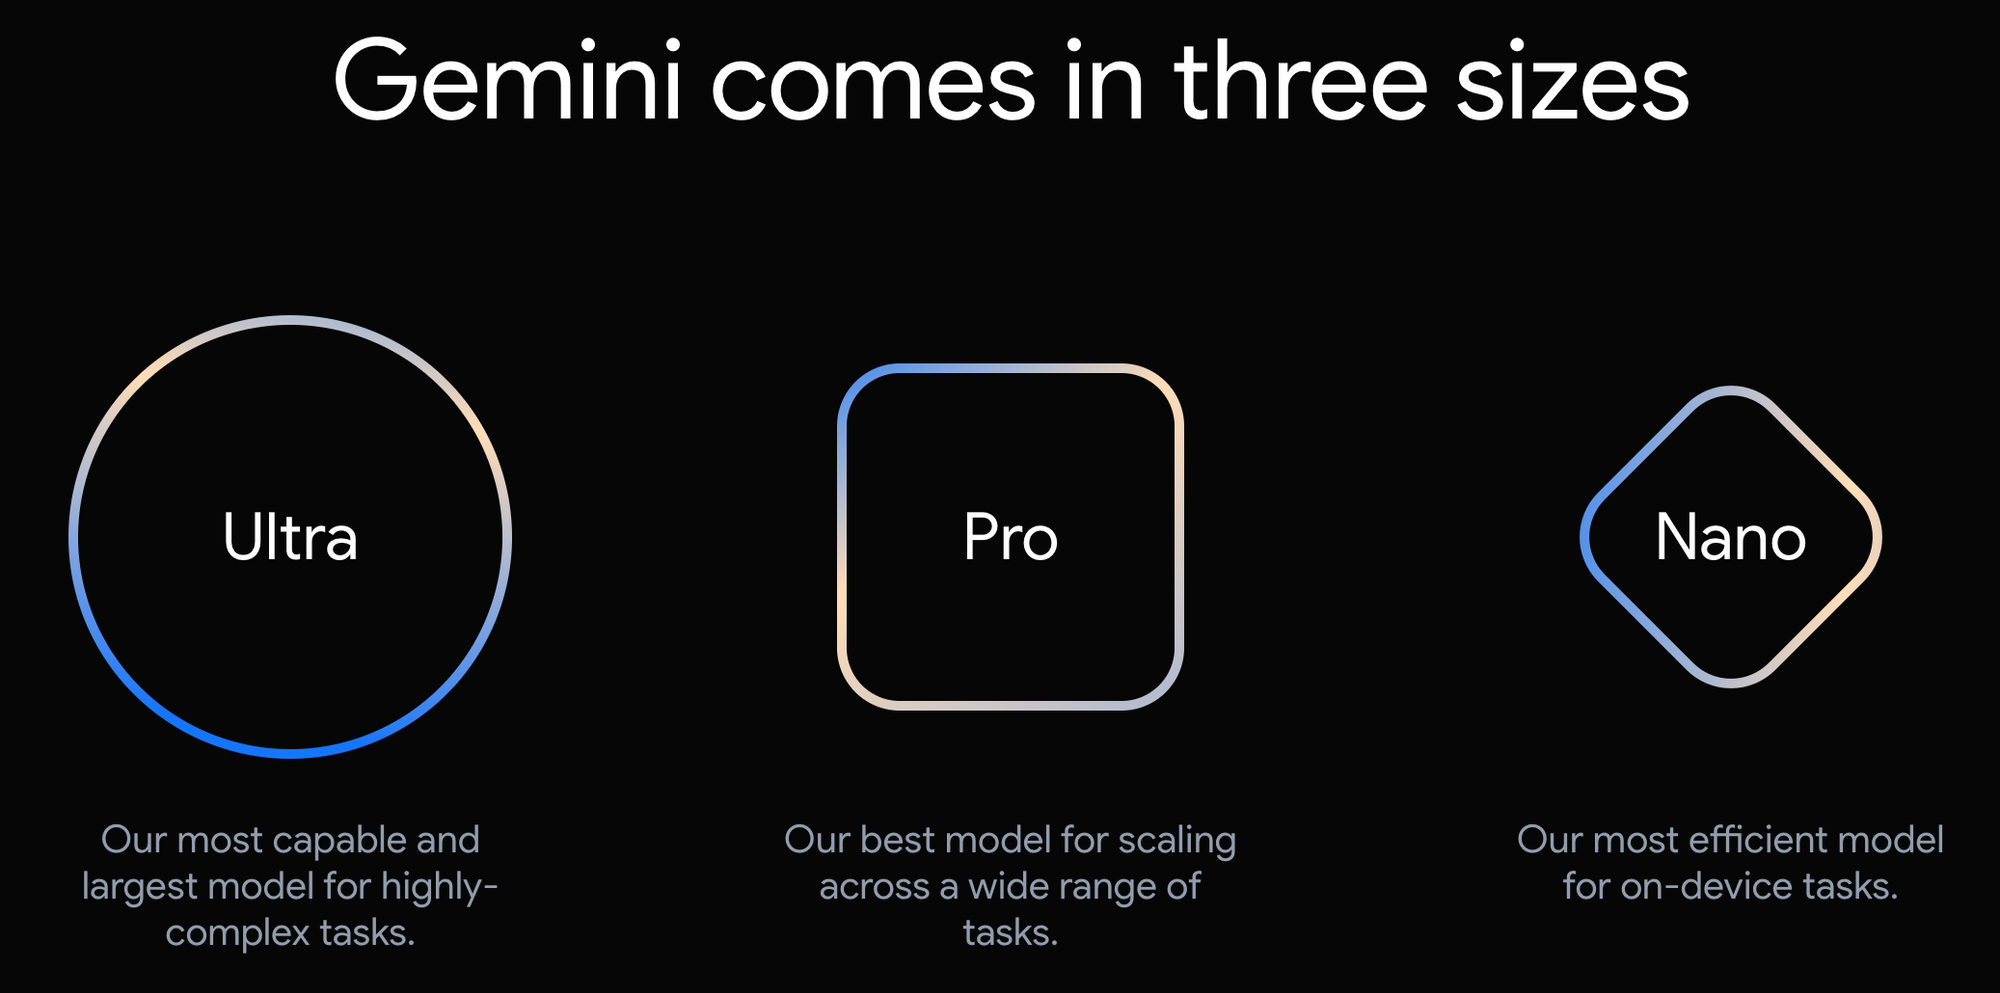 Gemini comes in three sizes
Ultra
Our most capable and
largest model for highly-
complex tasks.
Pro
Our best model for scaling
across a wide range of
tasks.
Nano
Our most efficient model
for on-device tasks.